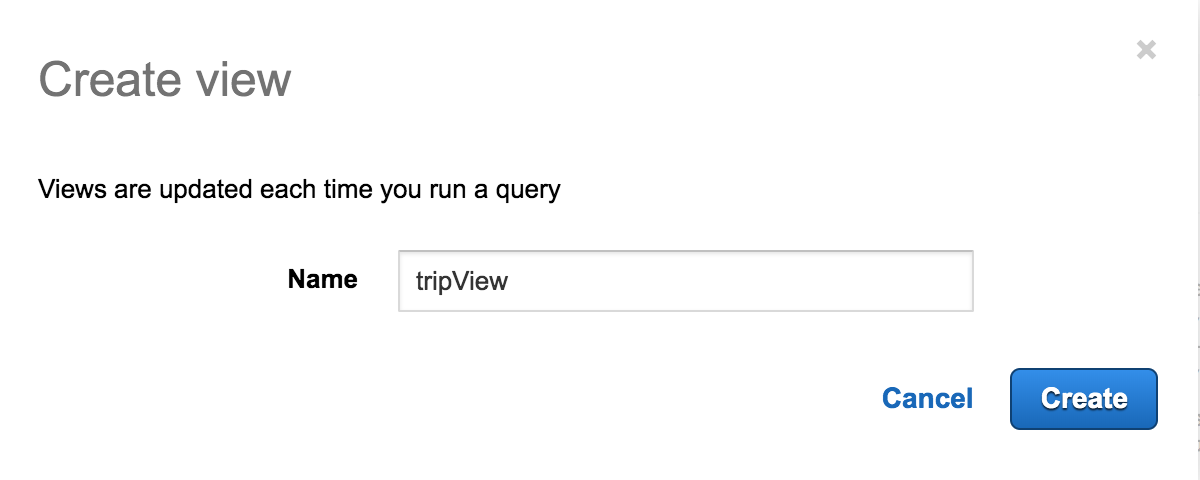 Create view
Views are updated each time you run a query
Name
tripView
Cancel
Create